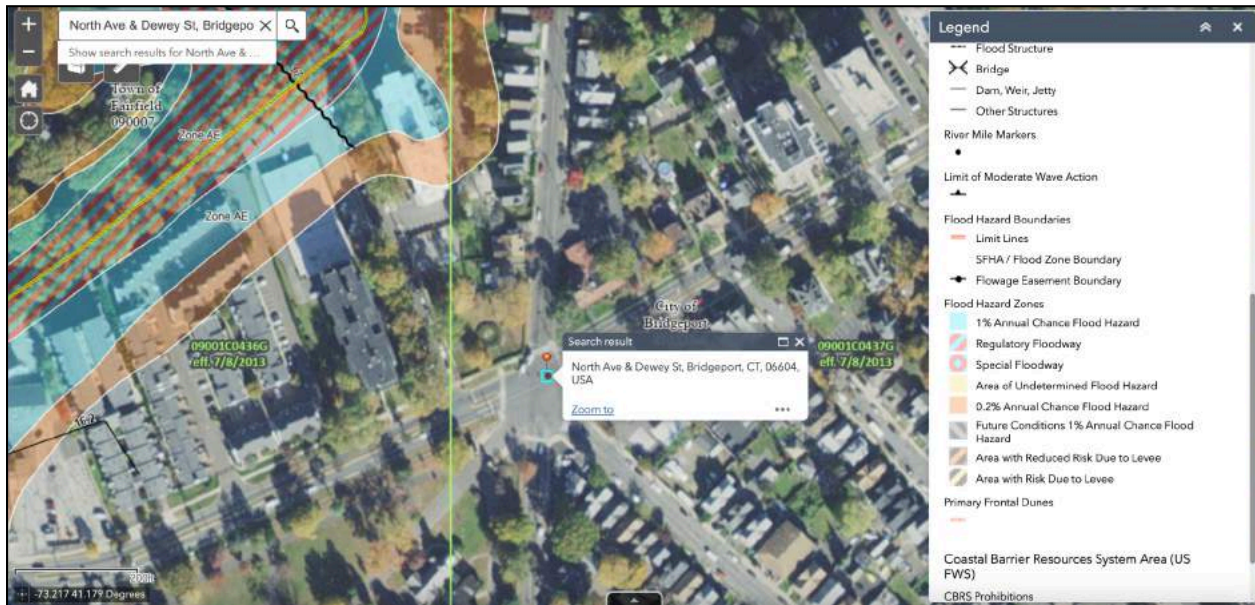 North Ave & Dewey St, Bridgepo
Show search results for North Ave & ...
Town of
Fairfield
090007
Zone AE
Zone AE
City of
Bridgeport
09001C0436G
eff. 7/8/2013
Search result
North Ave & Dewey St, Bridgeport, CT, 06604,
USA
Zoom to
09001C0437G
eff. 7/8/2013
200ft
-73.217 41.179 Degrees
Legend
Flood Structure
Bridge
Dam, Weir, Jetty
Other Structures
River Mile Markers
Limit of Moderate Wave Action
Flood Hazard Boundaries
Limit Lines
SFHA / Flood Zone Boundary
Flowage Easement Boundary
Flood Hazard Zones
1% Annual Chance Flood Hazard
Regulatory Floodway
Special Floodway
Area of Undetermined Flood Hazard
0.2% Annual Chance Flood Hazard
Future Conditions 1% Annual Chance Flood
Hazard
Area with Reduced Risk Due to Levee
Area with Risk Due to Levee
Primary Frontal Dunes
Coastal Barrier Resources System Area (US
FWS)
CBRS Prohibitions